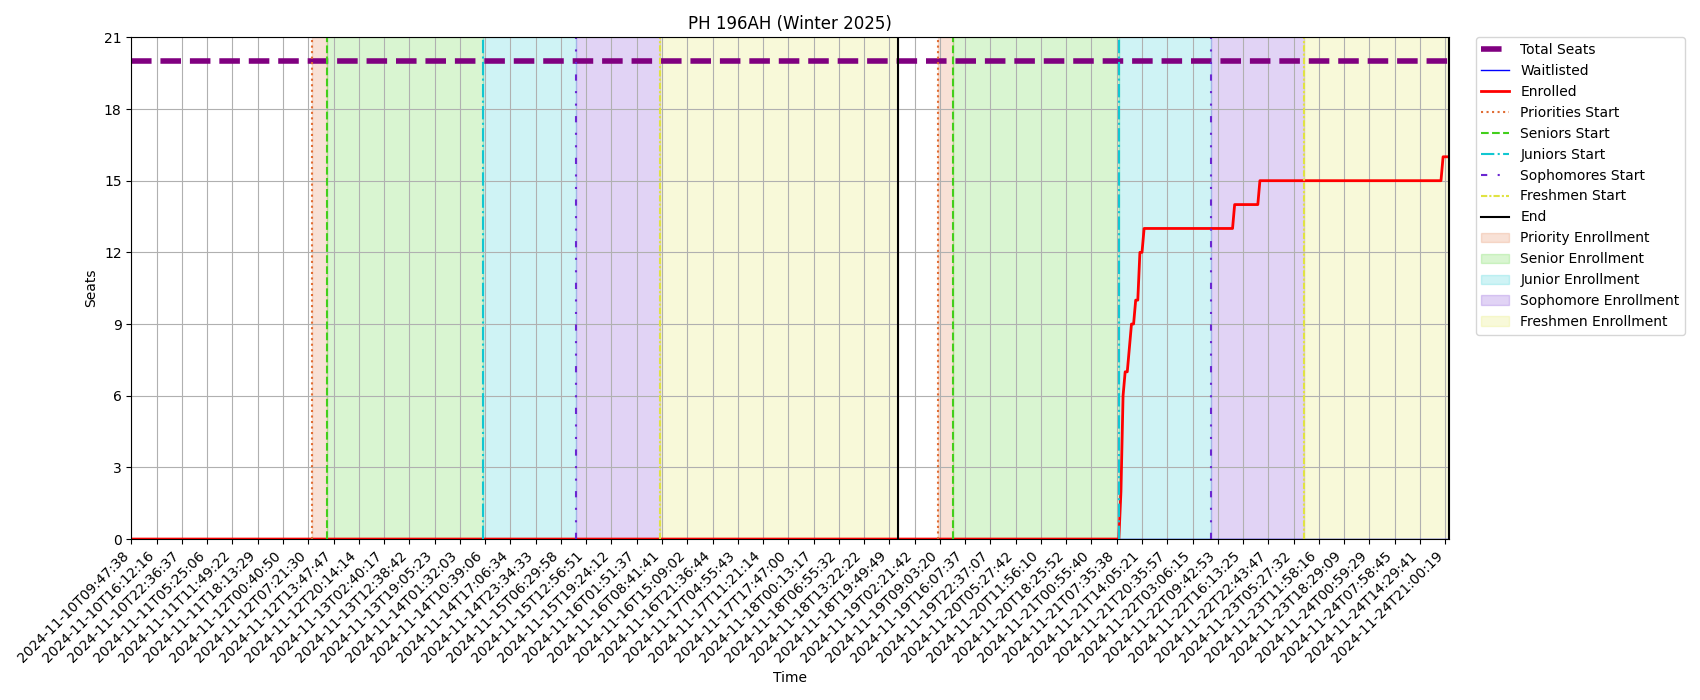 PH 196AH (Winter 2025)
21
18
15
12
9
6
3
0
Seats
2024-11-10T09:47:38
2024-11-10T16:12:16
2024-11-10T22:36:37
2024-11-11T05:25:06
2024-11-11T11:49:22
2024-11-11T18:13:29
2024-11-12T00:40:50
2024-11-12T07:21:30
2024-11-12T13:47:47
2024-11-12T20:14:14
2024-11-13T02:40:17
2024-11-13T12:38:42
2024-11-13T19:05:23
2024-11-14T01:32:03
2024-11-14T10:39:06
2024-11-14T17:06:34
2024-11-14T23:34:33
2024-11-15T06:29:58
2024-11-15T12:56:51
2024-11-15T19:24:12
2024-11-16T01:51:37
2024-11-16T08:41:41
2024-11-16T15:09:02
2024-11-16T21:36:44
2024-11-17T04:55:43
2024-11-17T11:21:14
2024-11-17T17:47:00
2024-11-18T00:13:17
2024-11-18T06:55:32
2024-11-18T13:22:22
2024-11-18T19:49:49
2024-11-19T02:21:42
2024-11-19T09:03:20
2024-11-19T16:07:37
2024-11-19T22:37:07
2024-11-20T05:27:42
2024-11-20T11:56:10
2024-11-20T18:25:52
2024-11-21T00:55:40
2024-11-21T07:35:38
2024-11-21T14:05:21
2024-11-21T20:35:57
2024-11-22T03:06:15
2024-11-22T09:42:53
2024-11-22T16:13:25
2024-11-22T22:43:47
2024-11-23T05:27:32
2024-11-23T11:58:16
2024-11-23T18:29:09
2024-11-24T00:59:29
2024-11-24T07:58:45
2024-11-24T14:29:41
2024-11-24T21:00:19
Time
Total Seats
Waitlisted
Enrolled
Priorities Start
Seniors Start
Juniors Start
Sophomores Start
Freshmen Start
End
Priority Enrollment
Senior Enrollment
Junior Enrollment
Sophomore Enrollment
Freshmen Enrollment